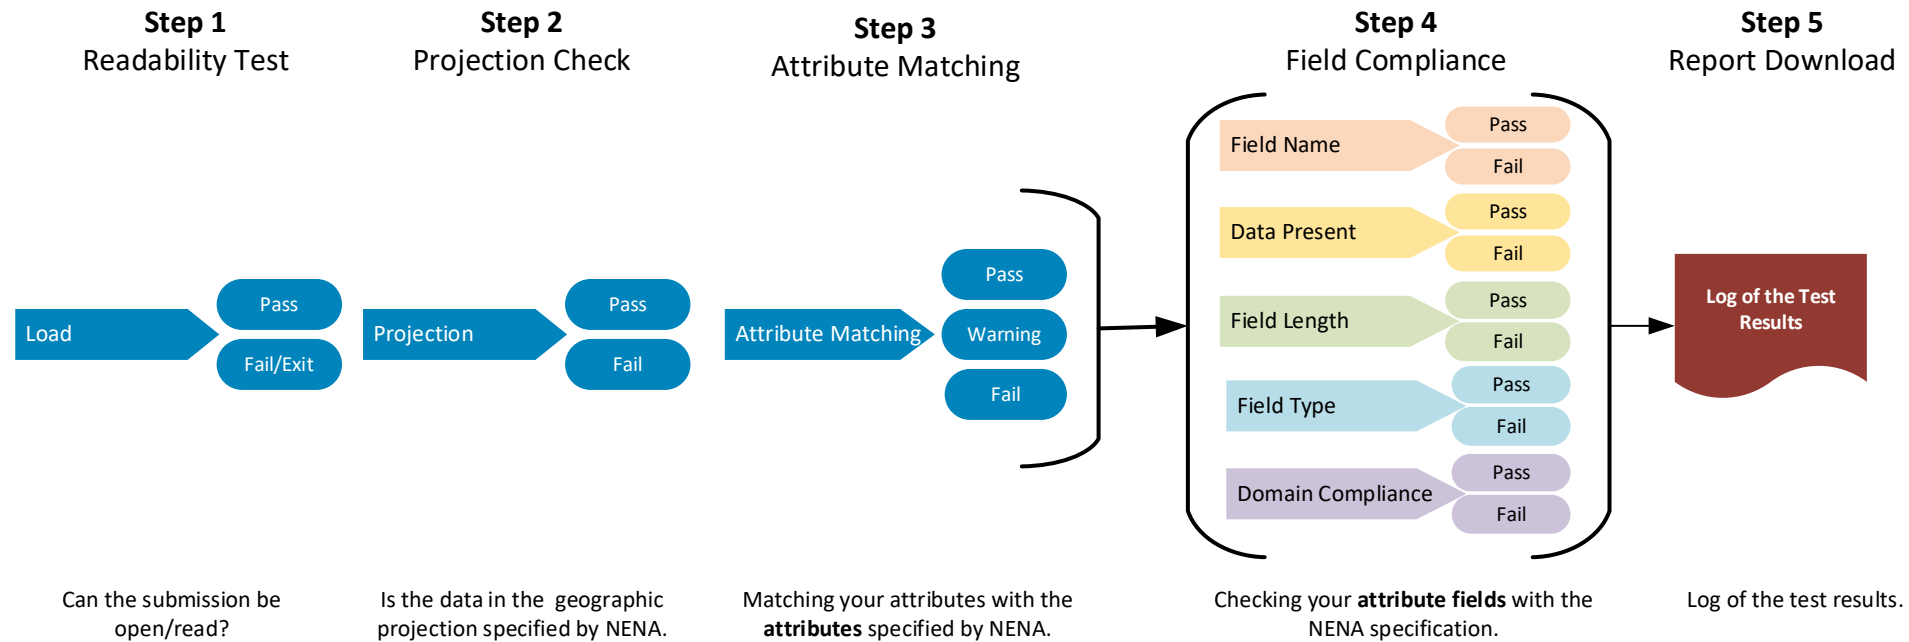 Step 1
Readability Test
Step 2
Projection Check
Step 3
Attribute Matching
Step 4
Field Compliance
Step 5
Report Download
Load
Pass
Fail/Exit
Projection
Pass
Fail
Attribute Matching
Pass
Warning
Fail
Field Name
Pass
Fail
Data Present
Pass
Fail
Field Length
Pass
Fail
Field Type
Pass
Fail
Domain Compliance
Pass
Fail
Log of the Test
Results
Can the submission be
open/read?
Is the data in the geographic
projection specified by NENA.
Matching your attributes with the
attributes specified by NENA.
Checking your attribute fields with the
NENA specification.
Log of the test results.